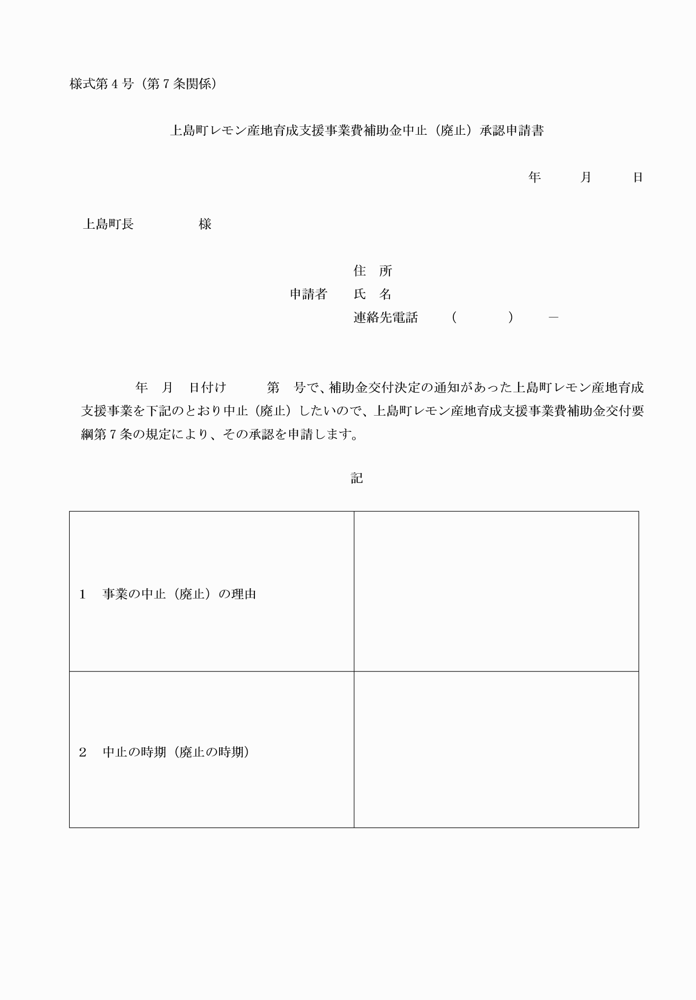 様式第４号（第７条関係）
上島町レモン産地育成支援事業費補助金中止（廃止）承認申請書
年　　　月　　　日
上島町長　　　　　様
住　所
申請者　　氏　名
連絡先電話　　（　　　　）　　－
年　月　日付け　　　第　号で、補助金交付決定の通知があった上島町レモン産地育成
支援事業を下記のとおり中止（廃止）したいので、上島町レモン産地育成支援事業費補助金交付要
綱第７条の規定により、その承認を申請します。
記
１　事業の中止（廃止）の理由
２　中止の時期（廃止の時期）